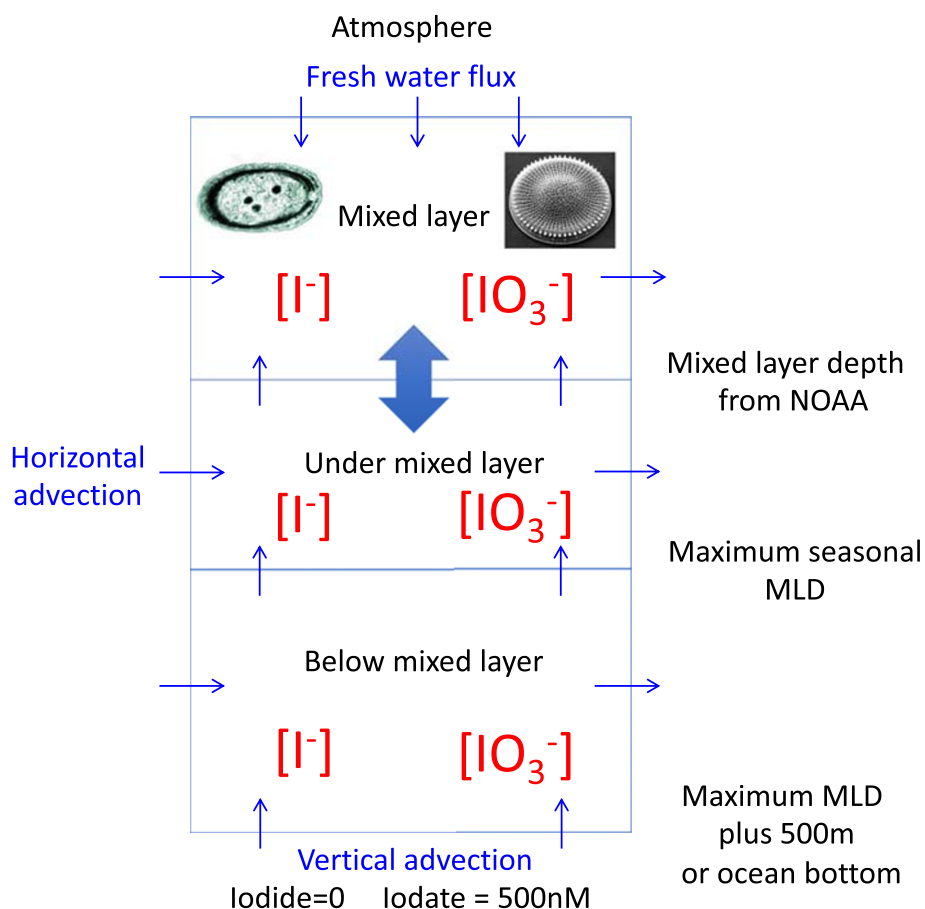 Atmosphere
Fresh water flux
Mixed layer
[I⁻] [IO₃⁻]
Mixed layer depth
from NOAA
Horizontal
advection
Under mixed layer
[I⁻] [IO₃⁻]
Maximum seasonal
MLD
Below mixed layer
[I⁻] [IO₃⁻]
Maximum MLD
plus 500m
or ocean bottom
Vertical advection
Iodide=0 Iodate = 500nM